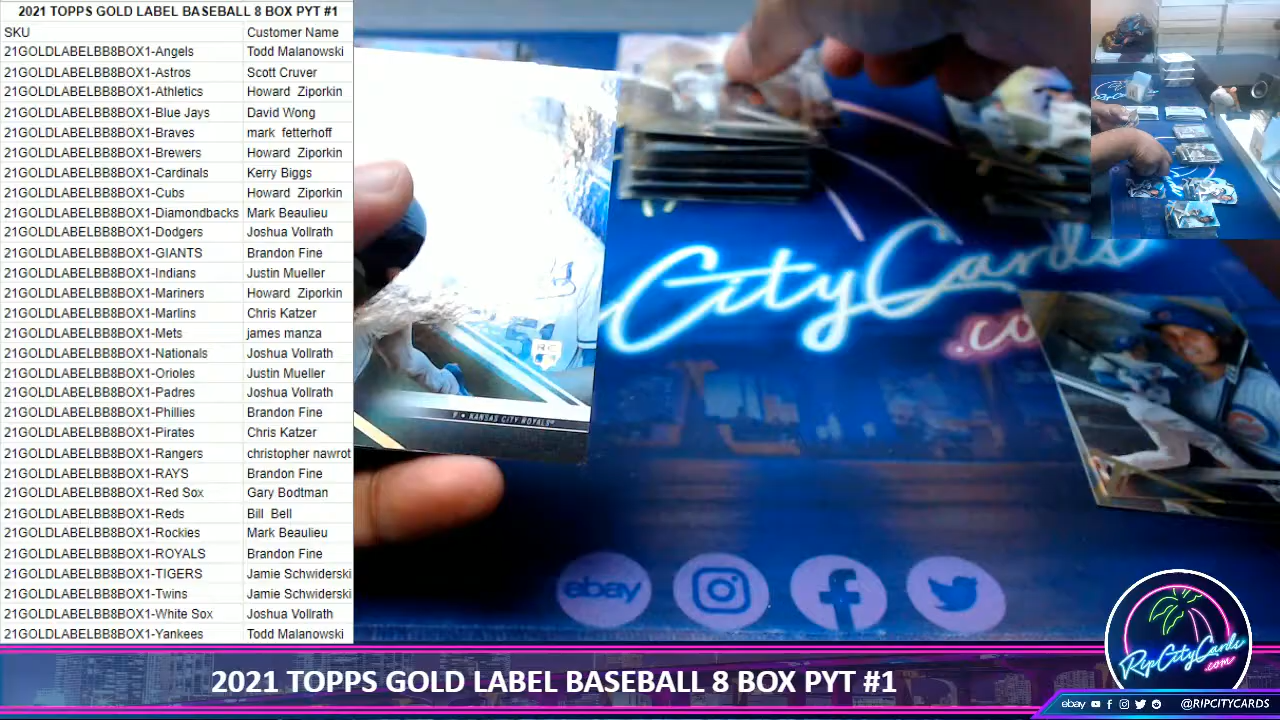 2021 TOPPS GOLD LABEL BASEBALL 8 BOX PYT #1
SKU Customer Name
21GOLDLABELBB8BOX1-Angels Todd Malanowski
21GOLDLABELBB8BOX1-Astros Scott Cruver
21GOLDLABELBB8BOX1-Athletics Howard Ziporkin
21GOLDLABELBB8BOX1-Blue Jays David Wong
21GOLDLABELBB8BOX1-Braves mark fetterhoff
21GOLDLABELBB8BOX1-Brewers Howard Ziporkin
21GOLDLABELBB8BOX1-Cardinals Kerry Biggs
21GOLDLABELBB8BOX1-Cubs Howard Ziporkin
21GOLDLABELBB8BOX1-Diamondbacks Mark Beaulieu
21GOLDLABELBB8BOX1-Dodgers Joshua Vollrath
21GOLDLABELBB8BOX1-GIANTS Brandon Fine
21GOLDLABELBB8BOX1-Indians Justin Mueller
21GOLDLABELBB8BOX1-Mariners Howard Ziporkin
21GOLDLABELBB8BOX1-Marlins Chris Katzer
21GOLDLABELBB8BOX1-Mets james manza
21GOLDLABELBB8BOX1-Nationals Joshua Vollrath
21GOLDLABELBB8BOX1-Orioles Justin Mueller
21GOLDLABELBB8BOX1-Padres Joshua Vollrath
21GOLDLABELBB8BOX1-Phillies Brandon Fine
21GOLDLABELBB8BOX1-Pirates Chris Katzer
21GOLDLABELBB8BOX1-Rangers christopher nawrot
21GOLDLABELBB8BOX1-RAYS Brandon Fine
21GOLDLABELBB8BOX1-Red Sox Gary Bodtman
21GOLDLABELBB8BOX1-Reds Bill Bell
21GOLDLABELBB8BOX1-Rockies Mark Beaulieu
21GOLDLABELBB8BOX1-ROYALS Brandon Fine
21GOLDLABELBB8BOX1-TIGERS Jamie Schwiderski
21GOLDLABELBB8BOX1-Twins Jamie Schwiderski
21GOLDLABELBB8BOX1-White Sox Joshua Vollrath
21GOLDLABELBB8BOX1-Yankees Todd Malanowski
51
RC
KANSAS CITY ROYALS
CityCards
.co
ebay
RipCityCards
.com
2021 TOPPS GOLD LABEL BASEBALL 8 BOX PYT #1
ebay @RIPCITYCARDS